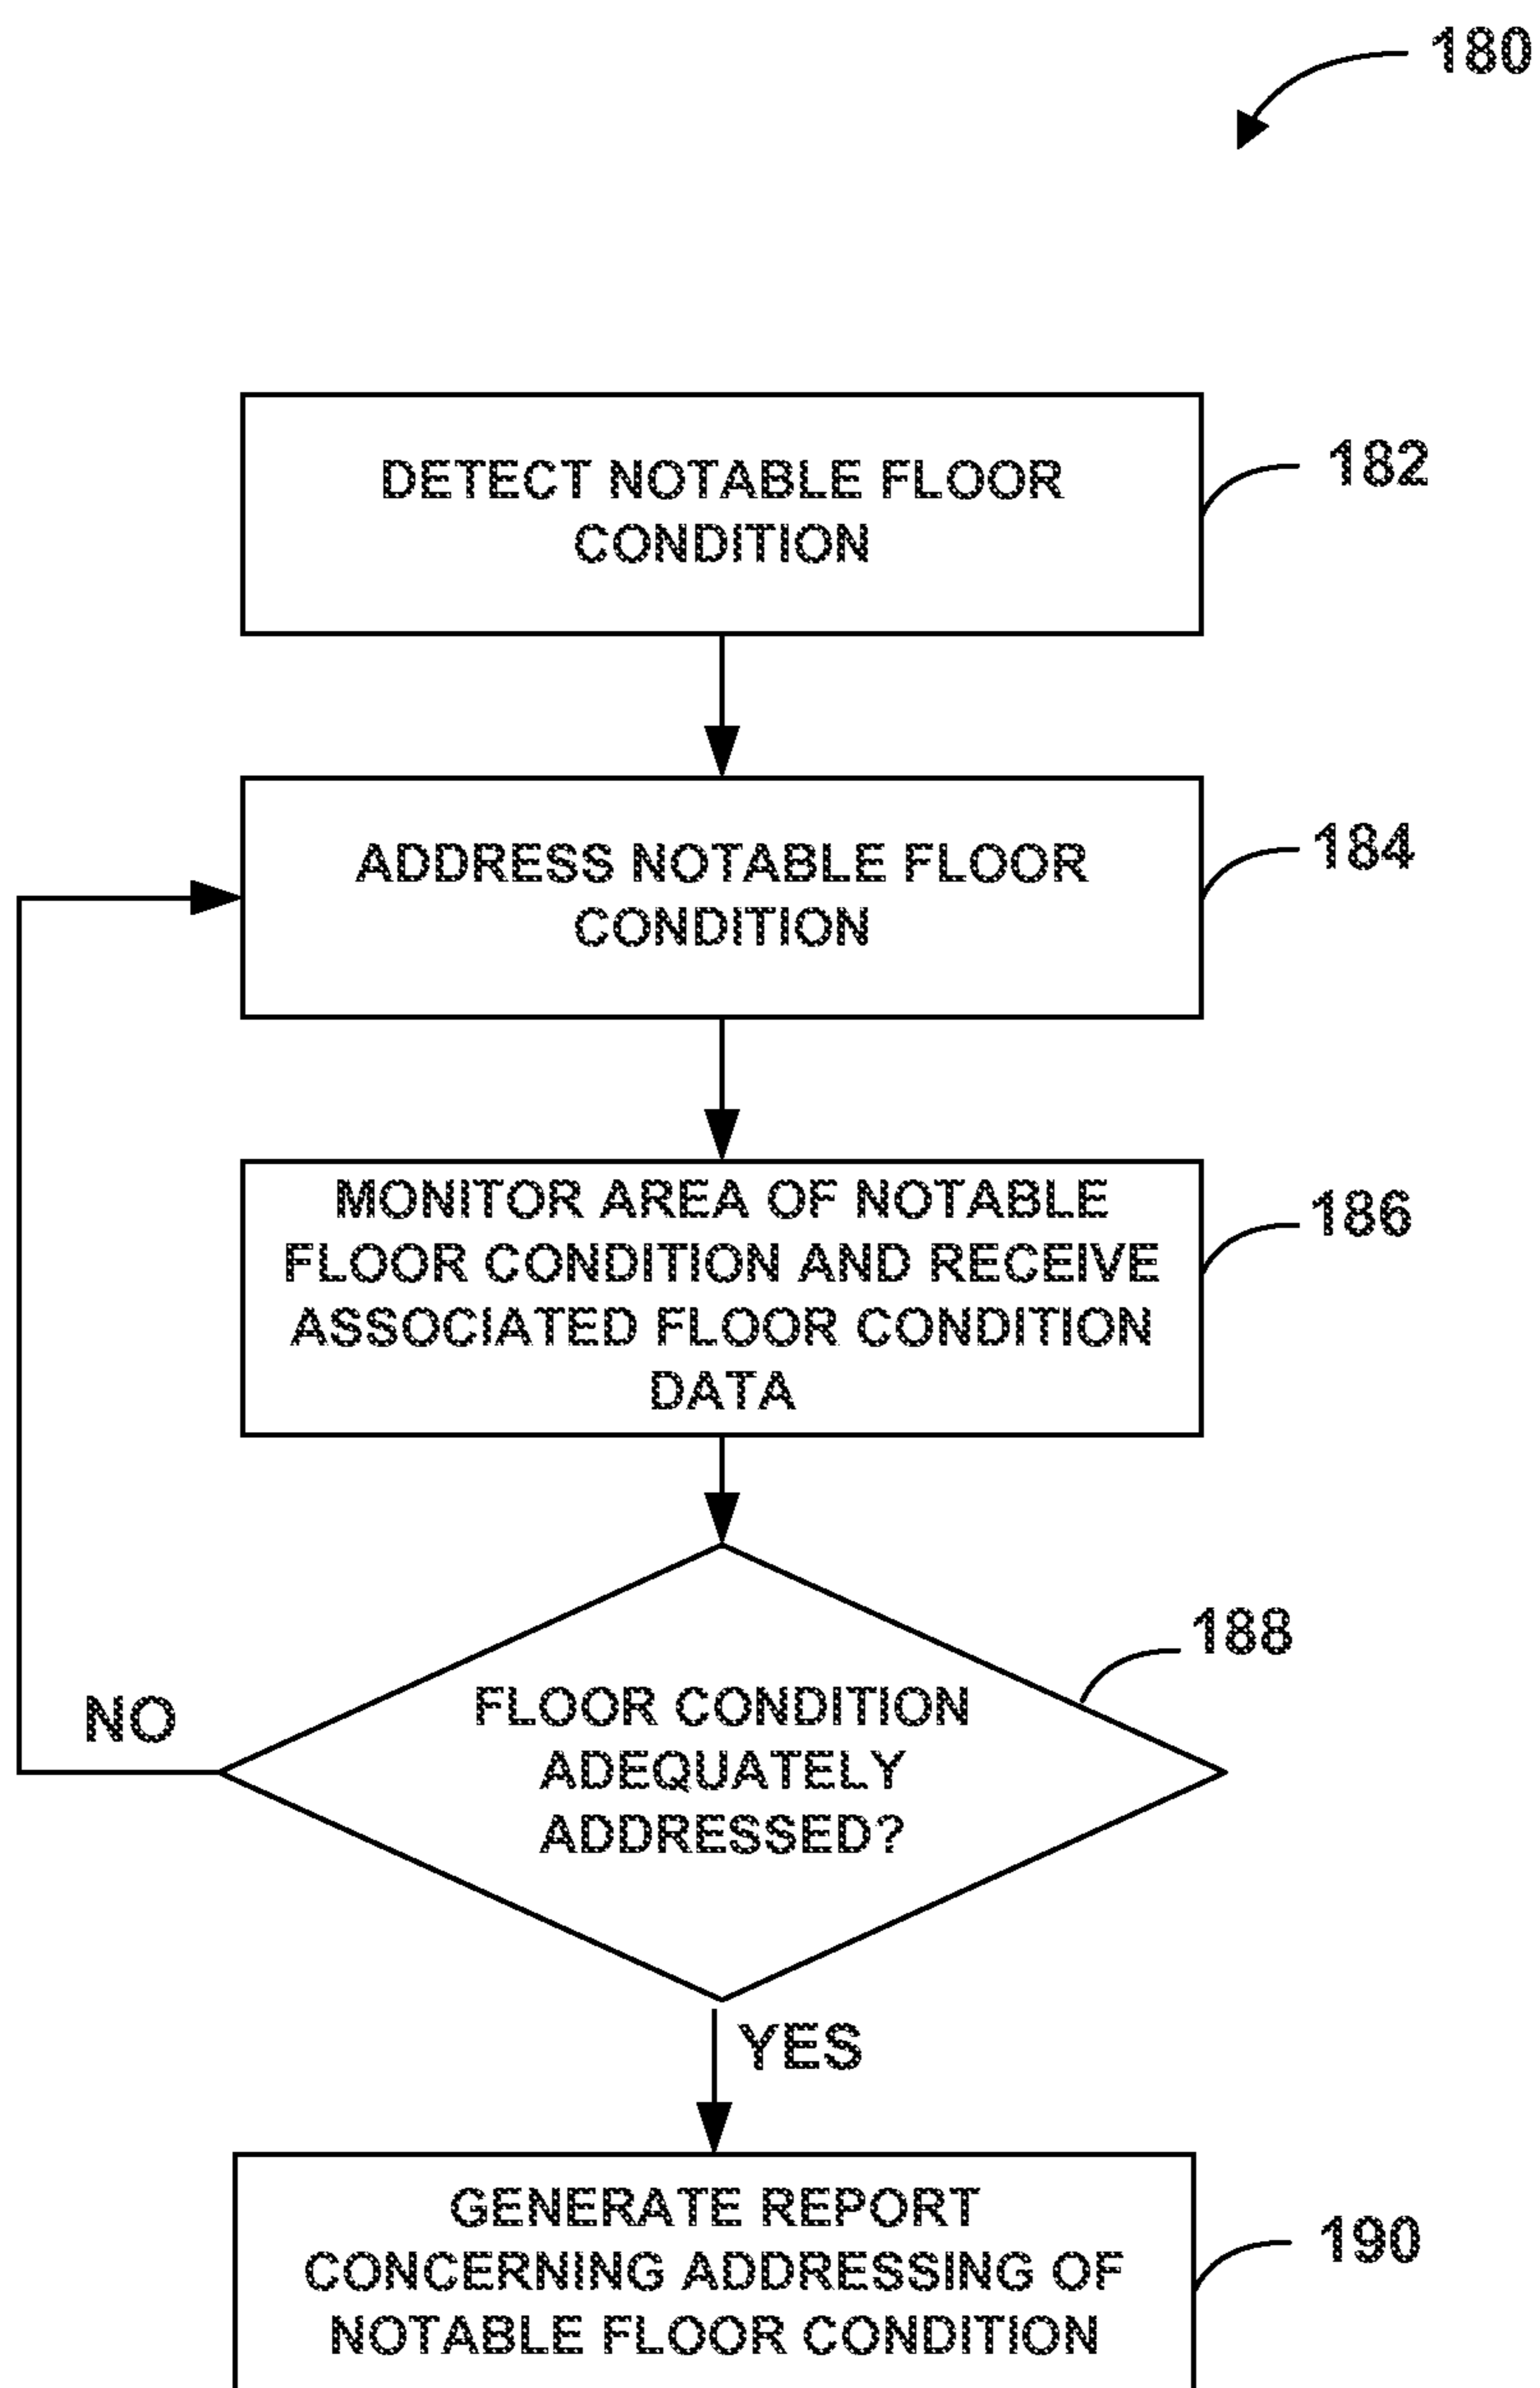 180
DETECT NOTABLE FLOOR
CONDITION
182
ADDRESS NOTABLE FLOOR
CONDITION
184
MONITOR AREA OF NOTABLE
FLOOR CONDITION AND RECEIVE
ASSOCIATED FLOOR CONDITION
DATA
186
FLOOR CONDITION
ADEQUATELY
ADDRESSED?
188
NO
YES
GENERATE REPORT
CONCERNING ADDRESSING OF
NOTABLE FLOOR CONDITION
190